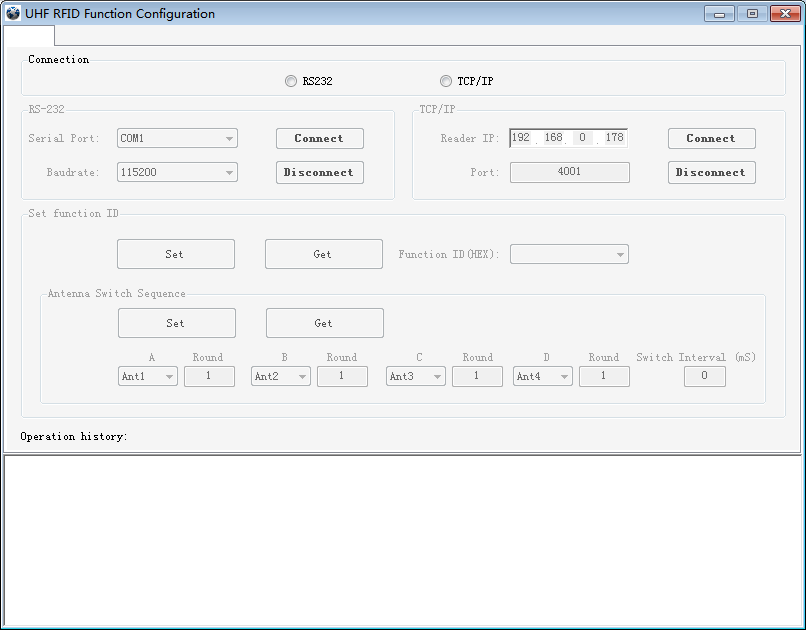 UHF RFID Function Configuration
Connection
RS232 TCP/IP
RS-232 TCP/IP
Serial Port: COM1 Connect Reader IP: 192 . 168 . 0 . 178 Connect
Baudrate: 115200 Disconnect Port: 4001 Disconnect
Set function ID
Set Get Function ID(HEX):
Antenna Switch Sequence
Set Get
A Round B Round C Round D Round Switch Interval (mS)
Ant1 1 Ant2 1 Ant3 1 Ant4 1 0
Operation history: